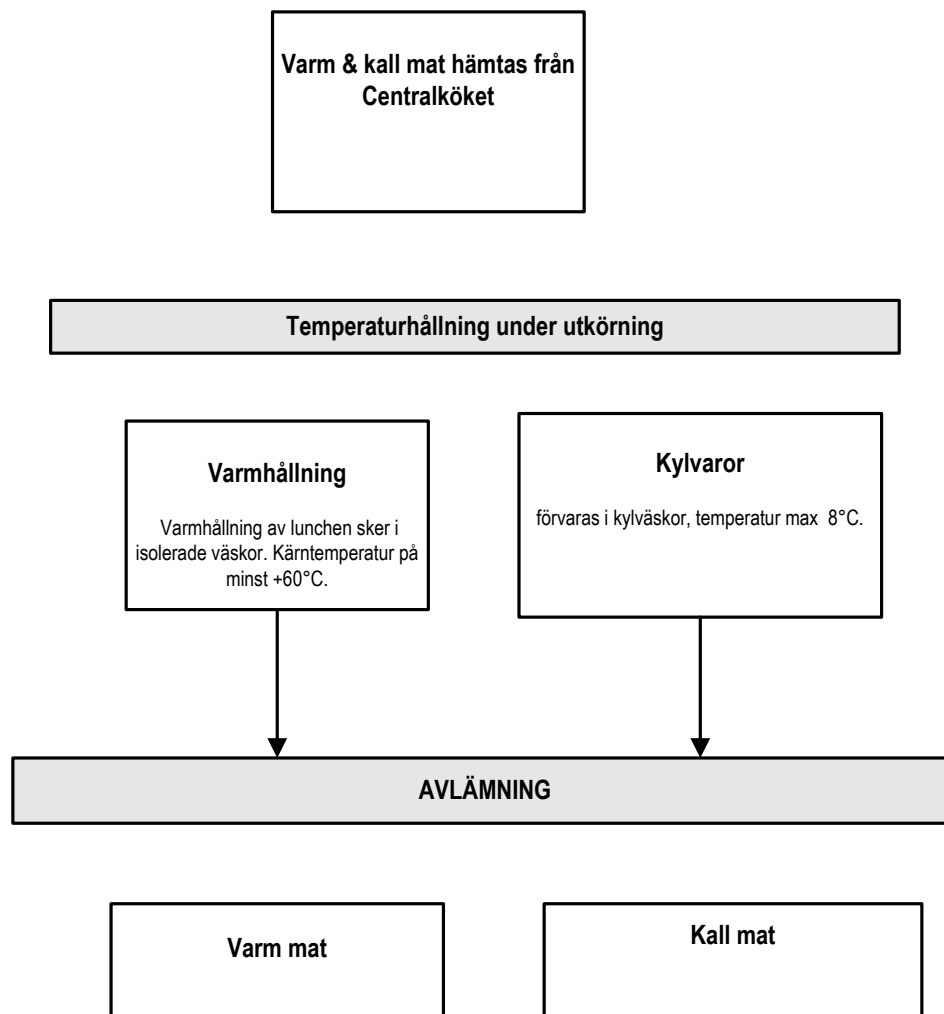 Varm & kall mat hämtas från
Centralköket
Temperaturhållning under utkörning
Varmhållning
Varmhållning av lunchen sker i
isolerade väskor. Kärntemperatur på
minst +60°C.
Kylvaror
förvaras i kylväskor, temperatur max  8°C.
AVLÄMNING
Varm mat
Kall mat